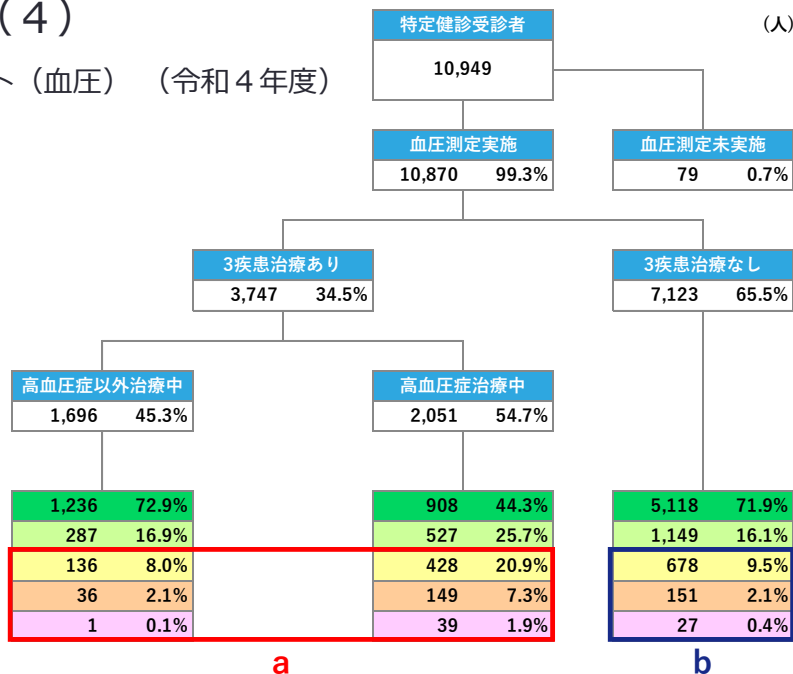 （４）
ト（血圧） （令和４年度）
（人）
特定健診受診者
10,949
血圧測定実施
10,870 99.3%
血圧測定未実施
79 0.7%
3疾患治療あり
3,747 34.5%
3疾患治療なし
7,123 65.5%
高血圧症以外治療中
1,696 45.3%
高血圧症治療中
2,051 54.7%
1,236 72.9% 908 44.3% 5,118 71.9%
287 16.9% 527 25.7% 1,149 16.1%
136 8.0% 428 20.9% 678 9.5%
36 2.1% 149 7.3% 151 2.1%
1 0.1% 39 1.9% 27 0.4%
a b